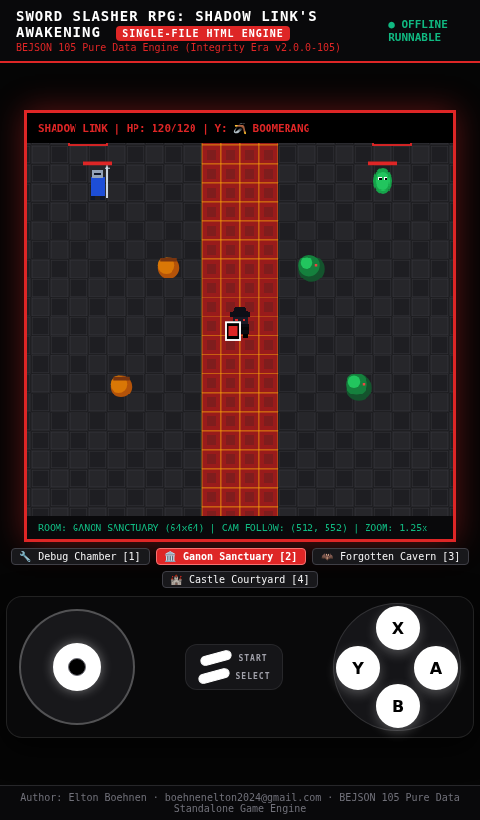 SWORD SLASHER RPG: SHADOW LINK'S
AWAKENING SINGLE-FILE HTML ENGINE
BEJSON 105 Pure Data Engine (Integrity Era v2.0.0-105)
● OFFLINE
RUNNABLE
SHADOW LINK | HP: 120/120 | Y: 🪃 BOOMERANG
ROOM: GANON SANCTUARY (64x64) | CAM FOLLOW: (512, 552) | ZOOM: 1.25x
🔧 Debug Chamber [1]
🏛️ Ganon Sanctuary [2]
🦇 Forgotten Cavern [3]
🏰 Castle Courtyard [4]
START
SELECT
X
Y
A
B
Author: Elton Boehnen · boehnenelton2024@gmail.com · BEJSON 105 Pure Data
Standalone Game Engine